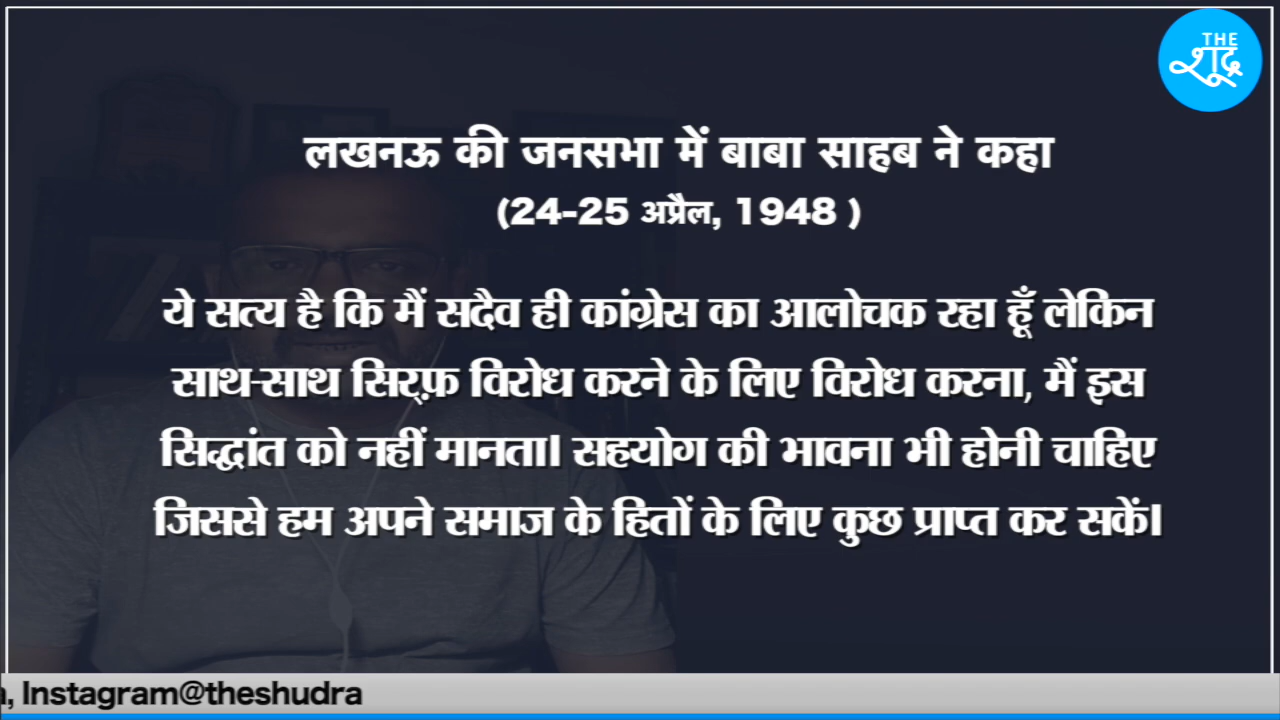 THE
शूद्र
लखनऊ की जनसभा में बाबा साहब ने कहा
(24-25 अप्रैल, 1948 )
ये सत्य है कि मैं सदैव ही कांग्रेस का आलोचक रहा हूँ लेकिन
साथ-साथ सिर्फ़ विरोध करने के लिए विरोध करना, मैं इस
सिद्धांत को नहीं मानता। सहयोग की भावना भी होनी चाहिए
जिससे हम अपने समाज के हितों के लिए कुछ प्राप्त कर सकें।
, Instagram@theshudra